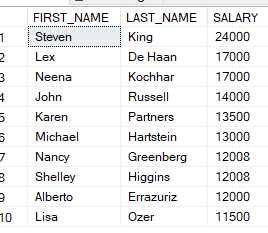 FIRST_NAME LAST_NAME SALARY
1 Steven King 24000
2 Lex De Haan 17000
3 Neena Kochhar 17000
4 John Russell 14000
5 Karen Partners 13500
6 Michael Hartstein 13000
7 Nancy Greenberg 12008
8 Shelley Higgins 12008
9 Alberto Errazuriz 12000
10 Lisa Ozer 11500